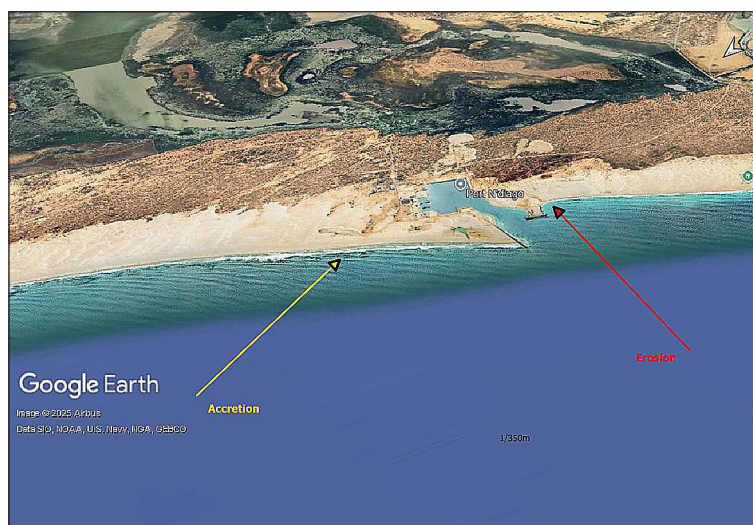 Port N'diago
Erosion
Google Earth
Accretion
Image © 2025 Airbus
Data SIO, NOAA, U.S. Navy, NGA, GEBCO
1/350m